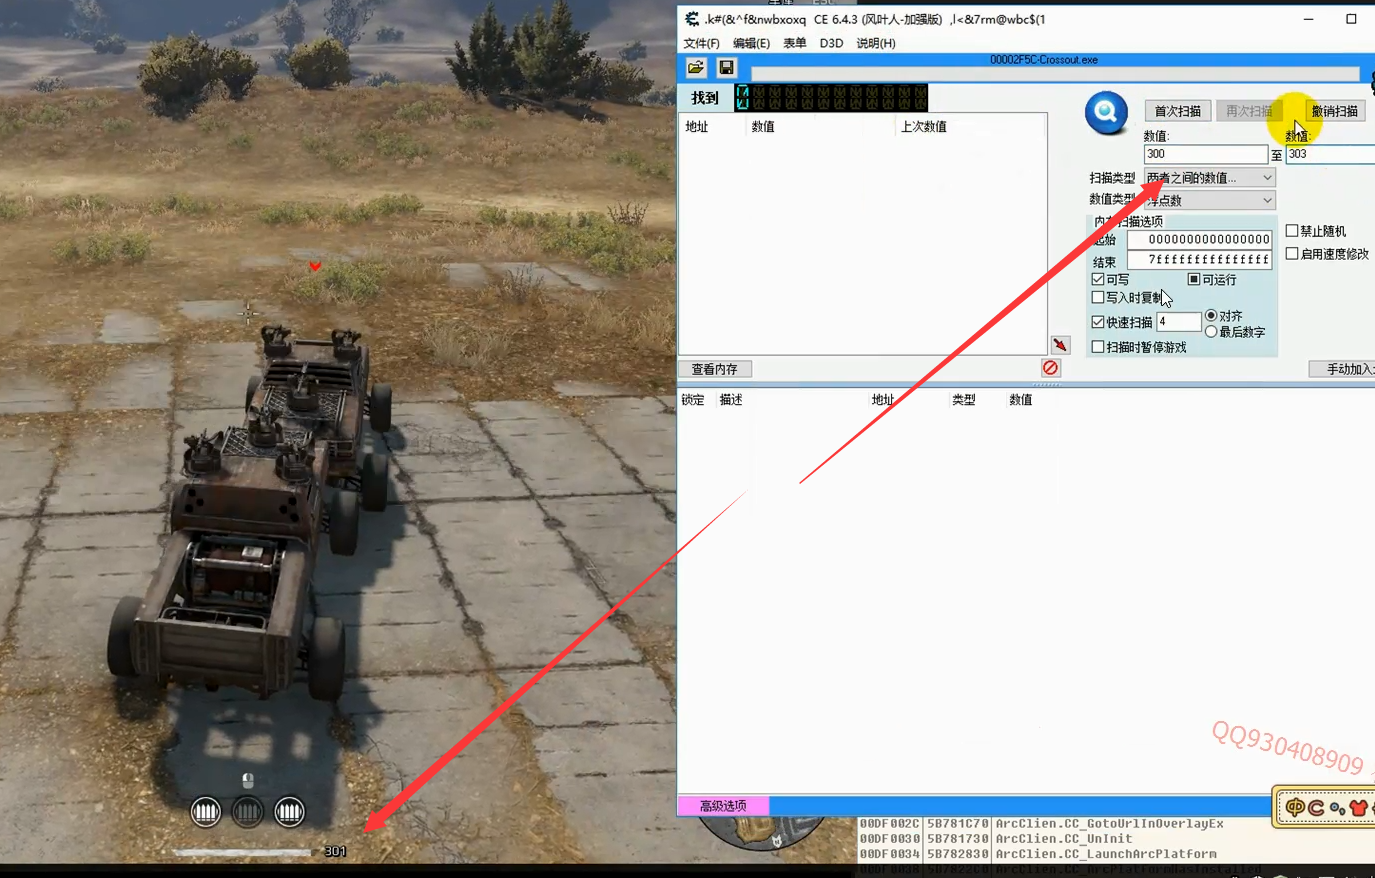 .k#(&^f&nwbxoxq CE 6.4.3 (风叶人-加强版) ,l<&7rm@wbc$(1
文件(F) 编辑(E) 表单 D3D 说明(H)
00002F5C-Crossout.exe
找到
地址 数值 上次数值
首次扫描 再次扫描 撤销扫描
数值: 数值:
300 至 303
扫描类型 两者之间的数值...
数值类型 浮点数
内存扫描选项
起始 0000000000000000
结束 7fffffffffffffff
可写 可运行
写入时复制
快速扫描 4 对齐
最后数字
扫描时暂停游戏
禁止随机
启用速度修改
查看内存 手动加入
锁定 描述 地址 类型 数值
QQ930408909
高级选项
中
301
00DF002C 5B781C70 ArcClien.CC_GotoUrlInOverlayEx
00DF0030 5B781730 ArcClien.CC_UnInit
00DF0034 5B782830 ArcClien.CC_LaunchArcPlatform